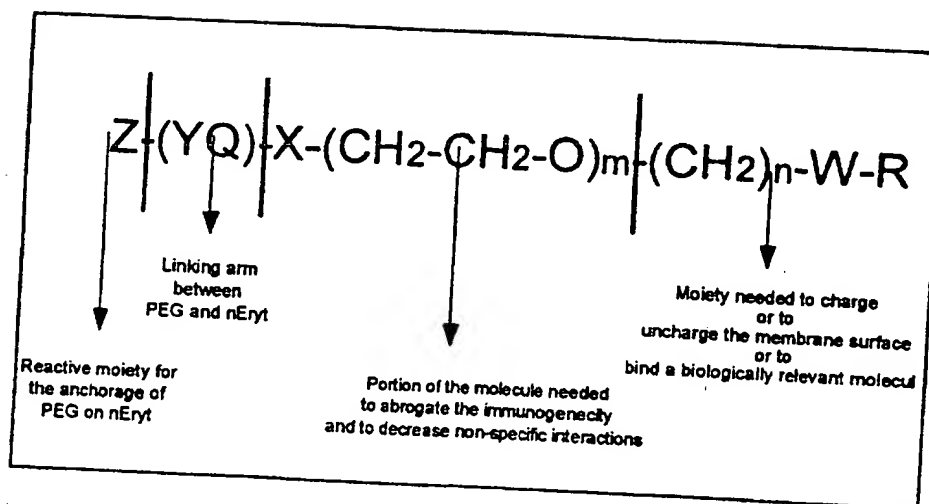 Z-(YQ)-X-(CH2-CH2-O)m-(CH2)n-W-R
Linking arm
between
PEG and nEryt
Reactive moiety for
the anchorage of
PEG on nEryt
Portion of the molecule needed
to abrogate the immunogenecity
and to decrease non-specific interactions
Moiety needed to charge
or to
uncharge the membrane surface
or to
bind a biologically relevant molecul